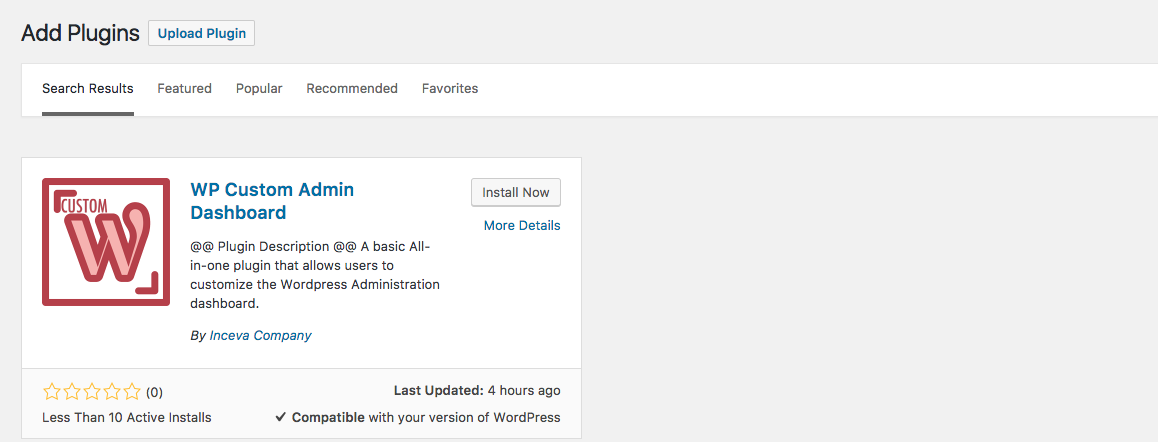 Add Plugins Upload Plugin
Search Results Featured Popular Recommended Favorites
CUSTOM
W
WP Custom Admin
Dashboard
Install Now
More Details
@@ Plugin Description @@ A basic All-
in-one plugin that allows users to
customize the Wordpress Administration
dashboard.
By Inceva Company
(0)
Last Updated: 4 hours ago
Less Than 10 Active Installs
✔ Compatible with your version of WordPress